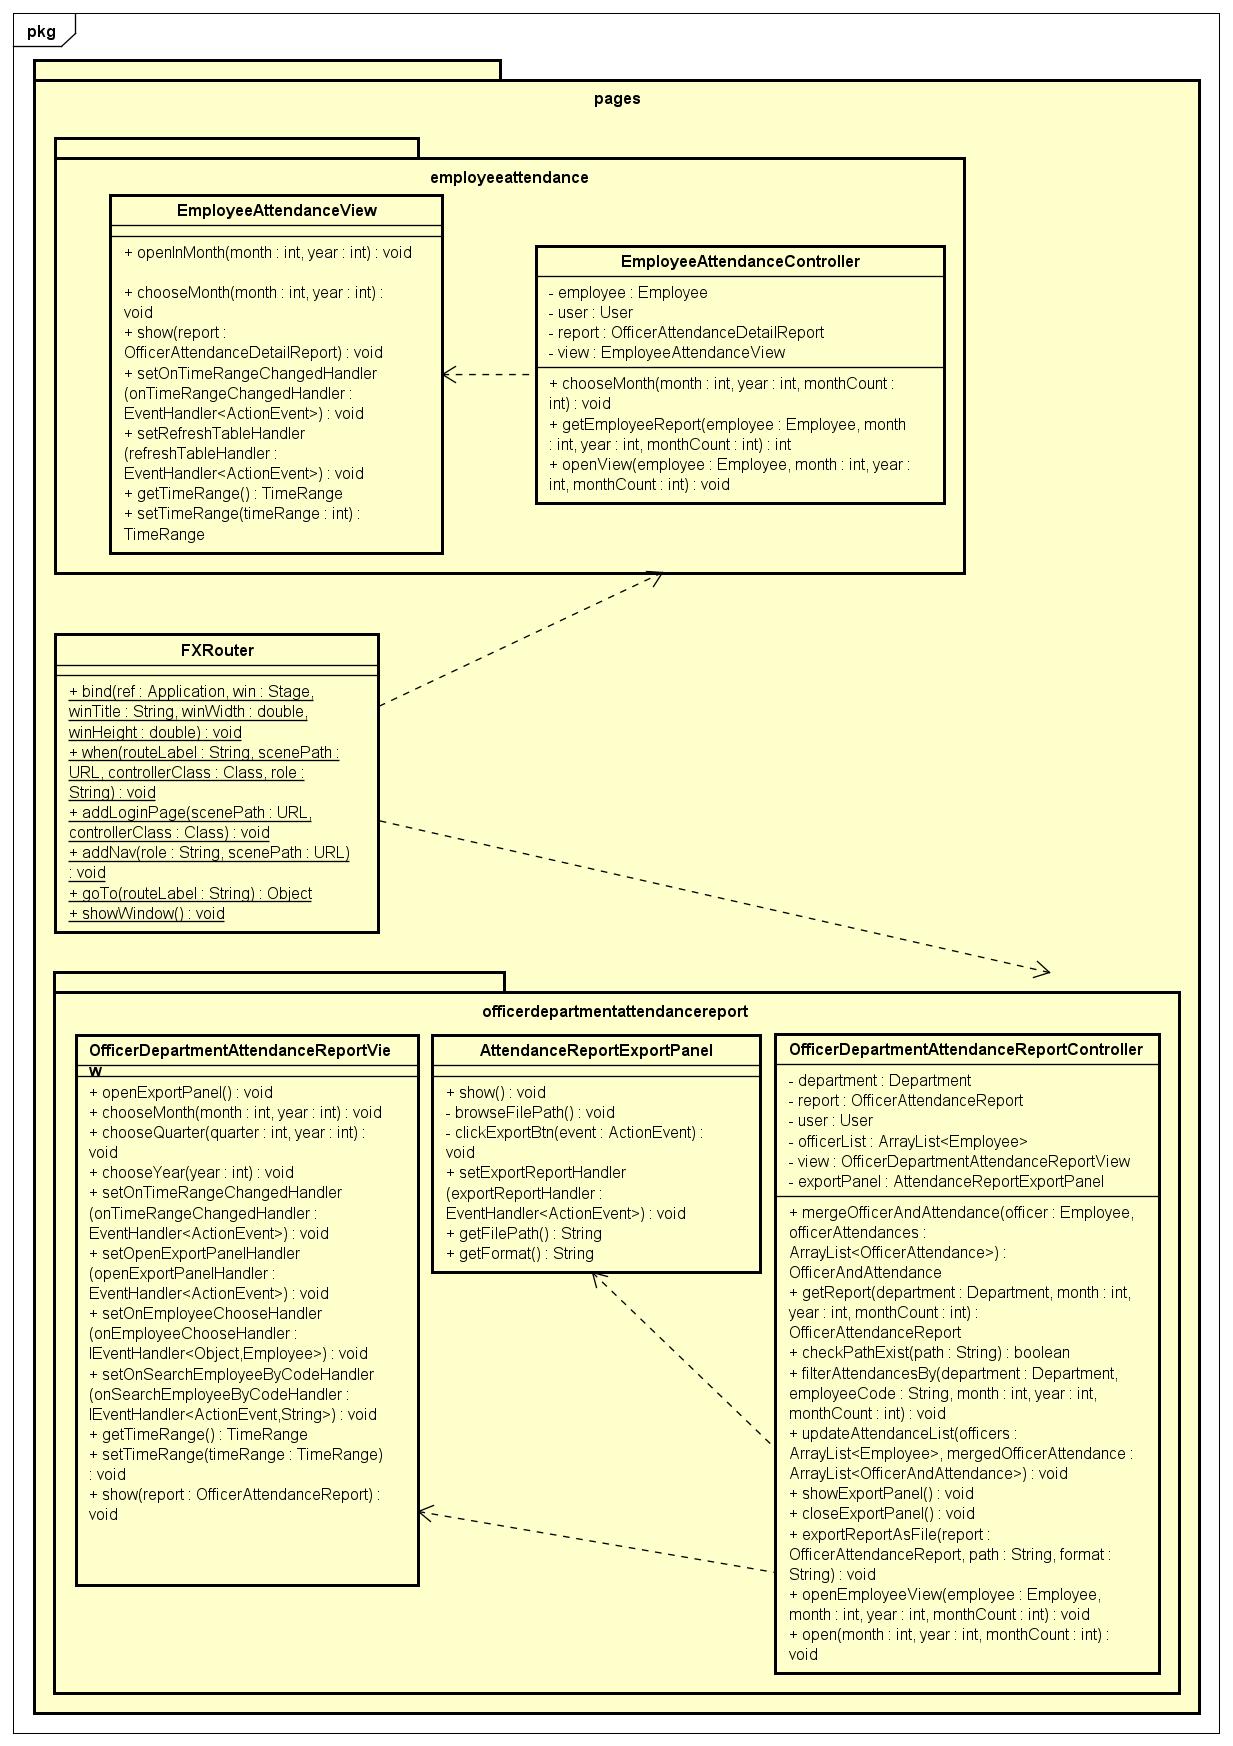 pkg
pages
employeeattendance
EmployeeAttendanceView
+ openInMonth(month : int, year : int) : void
+ chooseMonth(month : int, year : int) :
void
+ show(report :
OfficerAttendanceDetailReport) : void
+ setOnTimeRangeChangedHandler
(onTimeRangeChangedHandler :
EventHandler<ActionEvent>) : void
+ setRefreshTableHandler
(refreshTableHandler :
EventHandler<ActionEvent>) : void
+ getTimeRange() : TimeRange
+ setTimeRange(timeRange : int) :
TimeRange
EmployeeAttendanceController
- employee : Employee
- user : User
- report : OfficerAttendanceDetailReport
- view : EmployeeAttendanceView
+ chooseMonth(month : int, year : int, monthCount :
int) : void
+ getEmployeeReport(employee : Employee, month
: int, year : int, monthCount : int) : int
+ openView(employee : Employee, month : int, year :
int, monthCount : int) : void
FXRouter
+ bind(ref : Application, win : Stage,
winTitle : String, winWidth : double,
winHeight : double) : void
+ when(routeLabel : String, scenePath :
URL, controllerClass : Class, role :
String) : void
+ addLoginPage(scenePath : URL,
controllerClass : Class) : void
+ addNav(role : String, scenePath : URL)
: void
+ goTo(routeLabel : String) : Object
+ showWindow() : void
officerdepartmentattendancereport
OfficerDepartmentAttendanceReportVie
w
+ openExportPanel() : void
+ chooseMonth(month : int, year : int) : void
+ chooseQuarter(quarter : int, year : int) :
void
+ chooseYear(year : int) : void
+ setOnTimeRangeChangedHandler
(onTimeRangeChangedHandler :
EventHandler<ActionEvent>) : void
+ setOpenExportPanelHandler
(openExportPanelHandler :
EventHandler<ActionEvent>) : void
+ setOnEmployeeChooseHandler
(onEmployeeChooseHandler :
IEventHandler<Object,Employee>) : void
+ setOnSearchEmployeeByCodeHandler
(onSearchEmployeeByCodeHandler :
IEventHandler<ActionEvent,String>) : void
+ getTimeRange() : TimeRange
+ setTimeRange(timeRange : TimeRange)
: void
+ show(report : OfficerAttendanceReport) :
void
AttendanceReportExportPanel
+ show() : void
- browseFilePath() : void
- clickExportBtn(event : ActionEvent) :
void
+ setExportReportHandler
(exportReportHandler :
EventHandler<ActionEvent>) : void
+ getFilePath() : String
+ getFormat() : String
OfficerDepartmentAttendanceReportController
- department : Department
- report : OfficerAttendanceReport
- user : User
- officerList : ArrayList<Employee>
- view : OfficerDepartmentAttendanceReportView
- exportPanel : AttendanceReportExportPanel
+ mergeOfficerAndAttendance(officer : Employee,
officerAttendances :
ArrayList<OfficerAttendance>) :
OfficerAndAttendance
+ getReport(department : Department, month : int,
year : int, monthCount : int) :
OfficerAttendanceReport
+ checkPathExist(path : String) : boolean
+ filterAttendancesBy(department : Department,
employeeCode : String, month : int, year : int,
monthCount : int) : void
+ updateAttendanceList(officers :
ArrayList<Employee>, mergedOfficerAttendance :
ArrayList<OfficerAndAttendance>) : void
+ showExportPanel() : void
+ closeExportPanel() : void
+ exportReportAsFile(report :
OfficerAttendanceReport, path : String, format :
String) : void
+ openEmployeeView(employee : Employee,
month : int, year : int, monthCount : int) : void
+ open(month : int, year : int, monthCount : int) :
void